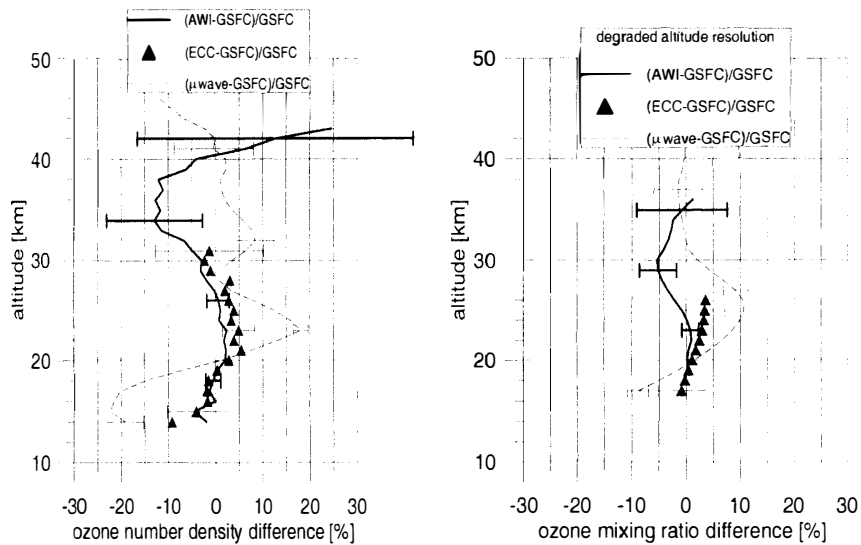 (AWI-GSFC)/GSFC
(ECC-GSFC)/GSFC
(μwave-GSFC)/GSFC
50
40
30
20
10
altitude [km]
-30 -20 -10 0 10 20 30
ozone number density difference [%]
degraded altitude resolution
(AWI-GSFC)/GSFC
(ECC-GSFC)/GSFC
(μwave-GSFC)/GSFC
50
40
30
20
10
altitude [km]
-30 -20 -10 0 10 20 30
ozone mixing ratio difference [%]